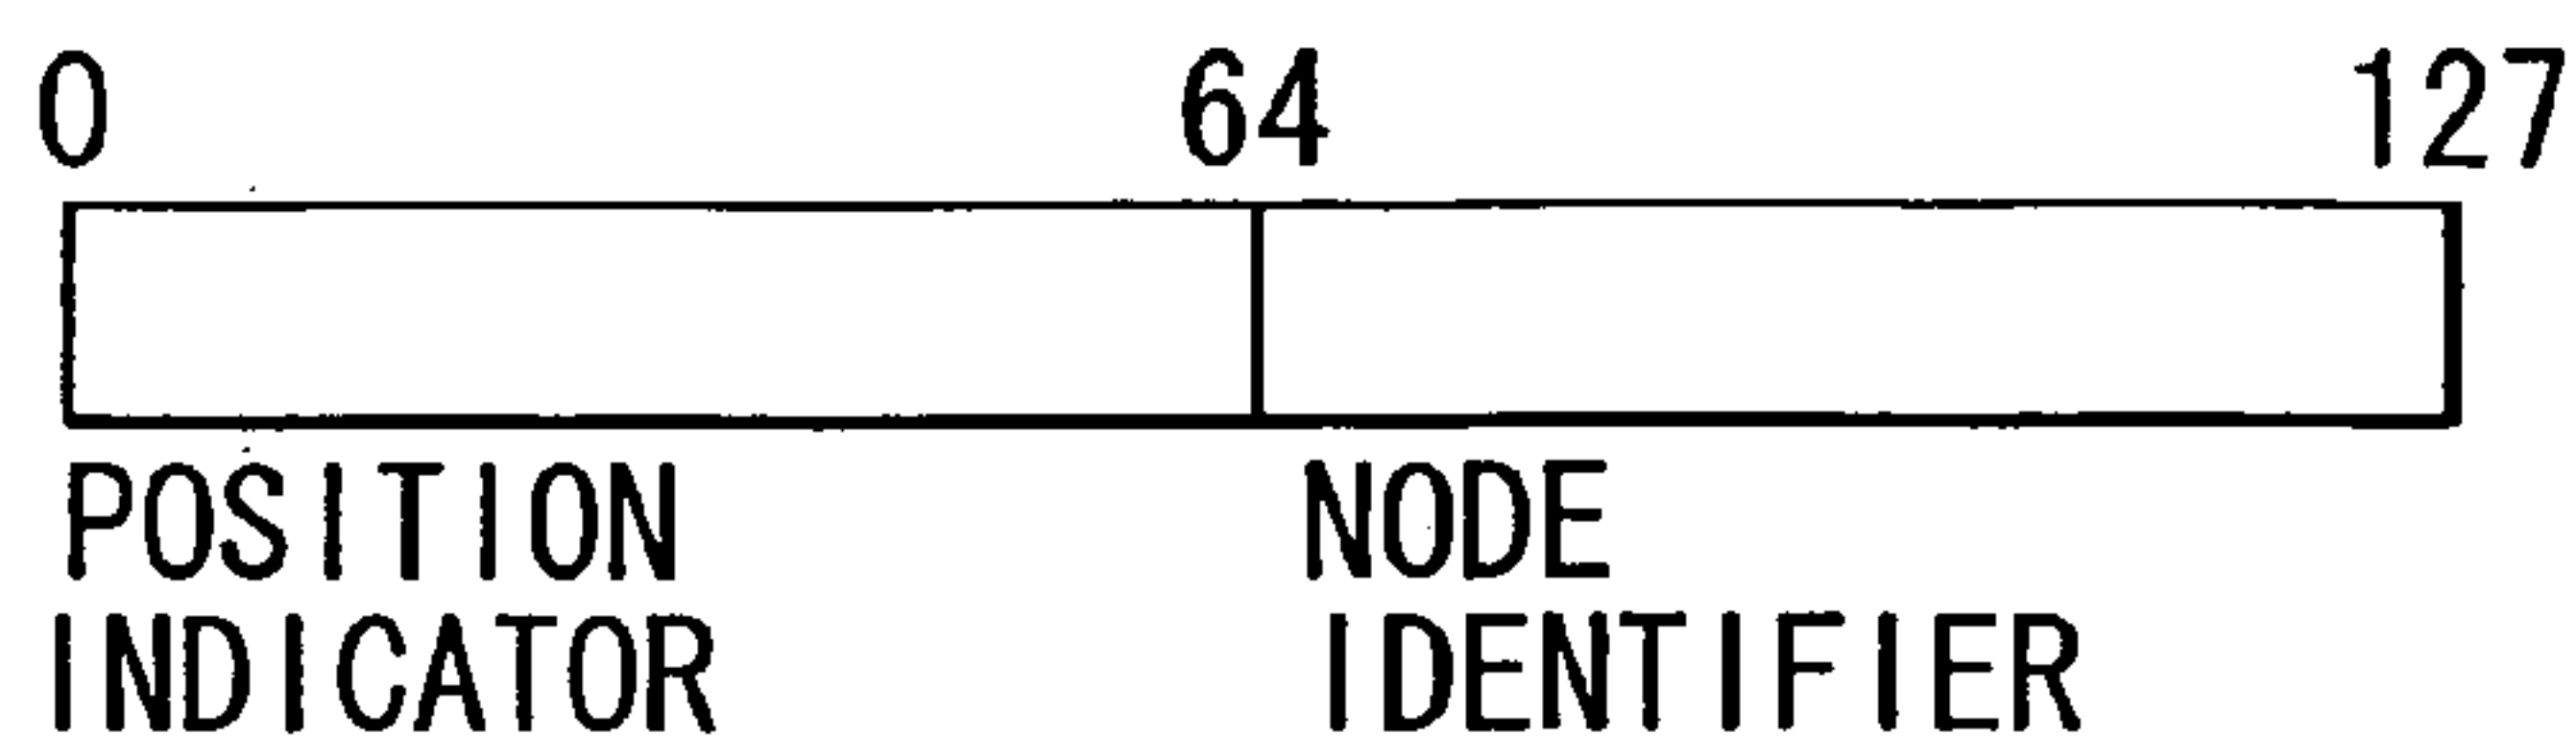 0 64 127
POSITION NODE
INDICATOR IDENTIFIER